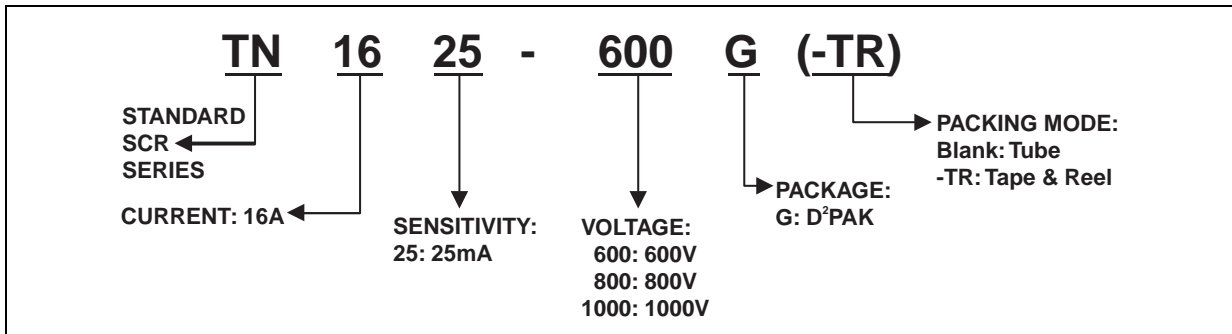 TN 16 25 - 600 G (-TR)
STANDARD
SCR
SERIES
CURRENT: 16A
SENSITIVITY:
25: 25mA
VOLTAGE:
600: 600V
800: 800V
1000: 1000V
PACKAGE:
G: D²PAK
PACKING MODE:
Blank: Tube
-TR: Tape & Reel